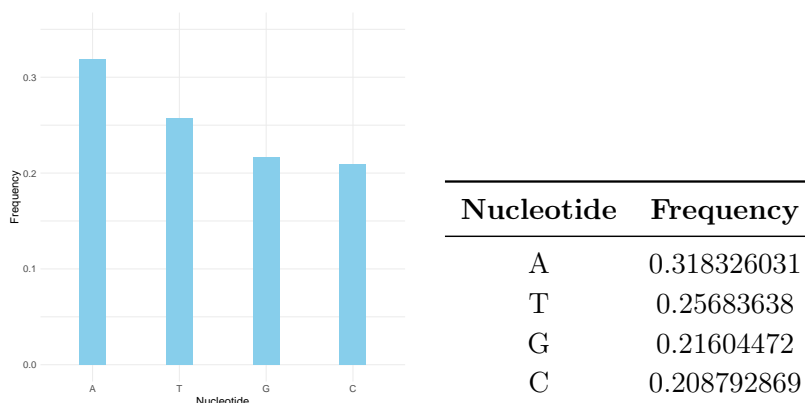 0.3
0.2
0.1
0.0
Frequency
A T G C
Nucleotide
Nucleotide Frequency
A 0.318326031
T 0.25683638
G 0.21604472
C 0.208792869